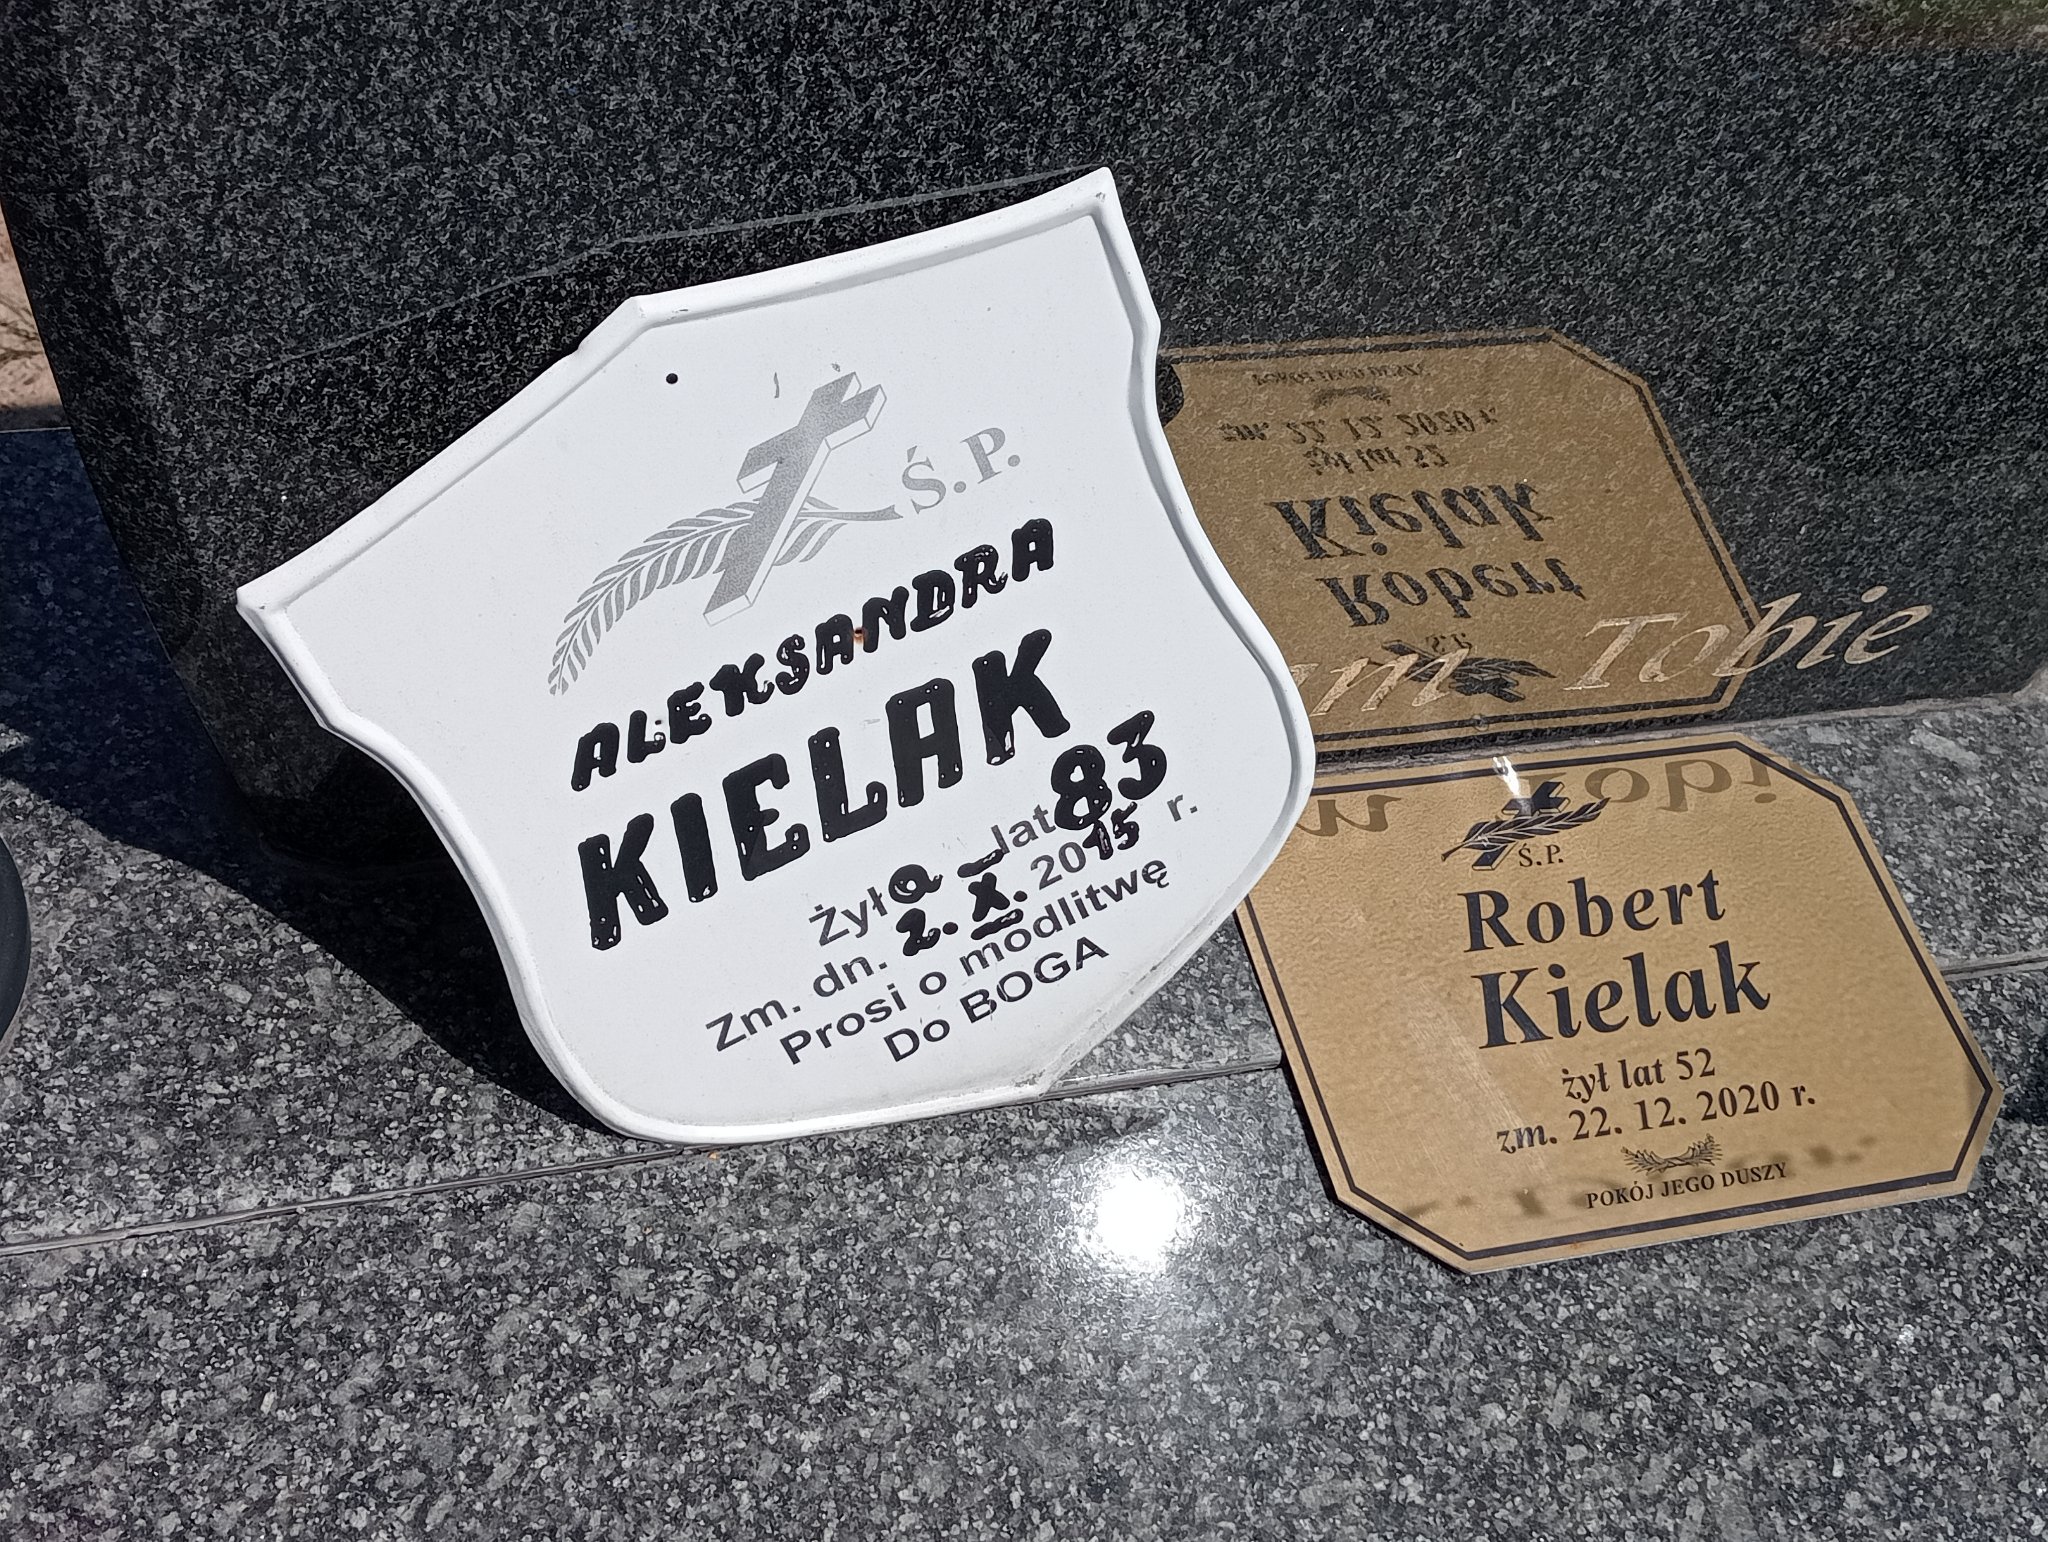 Ś.P.
ALEKSANDRA
KIELAK
Żyła lat 83
Zm. dn. 2. X. 2015 r.
Prosi o modlitwę
Do BOGA
Tobie
Ś.P.
Robert
Kielak
żył lat 52
zm. 22. 12. 2020 r.
POKÓJ JEGO DUSZY